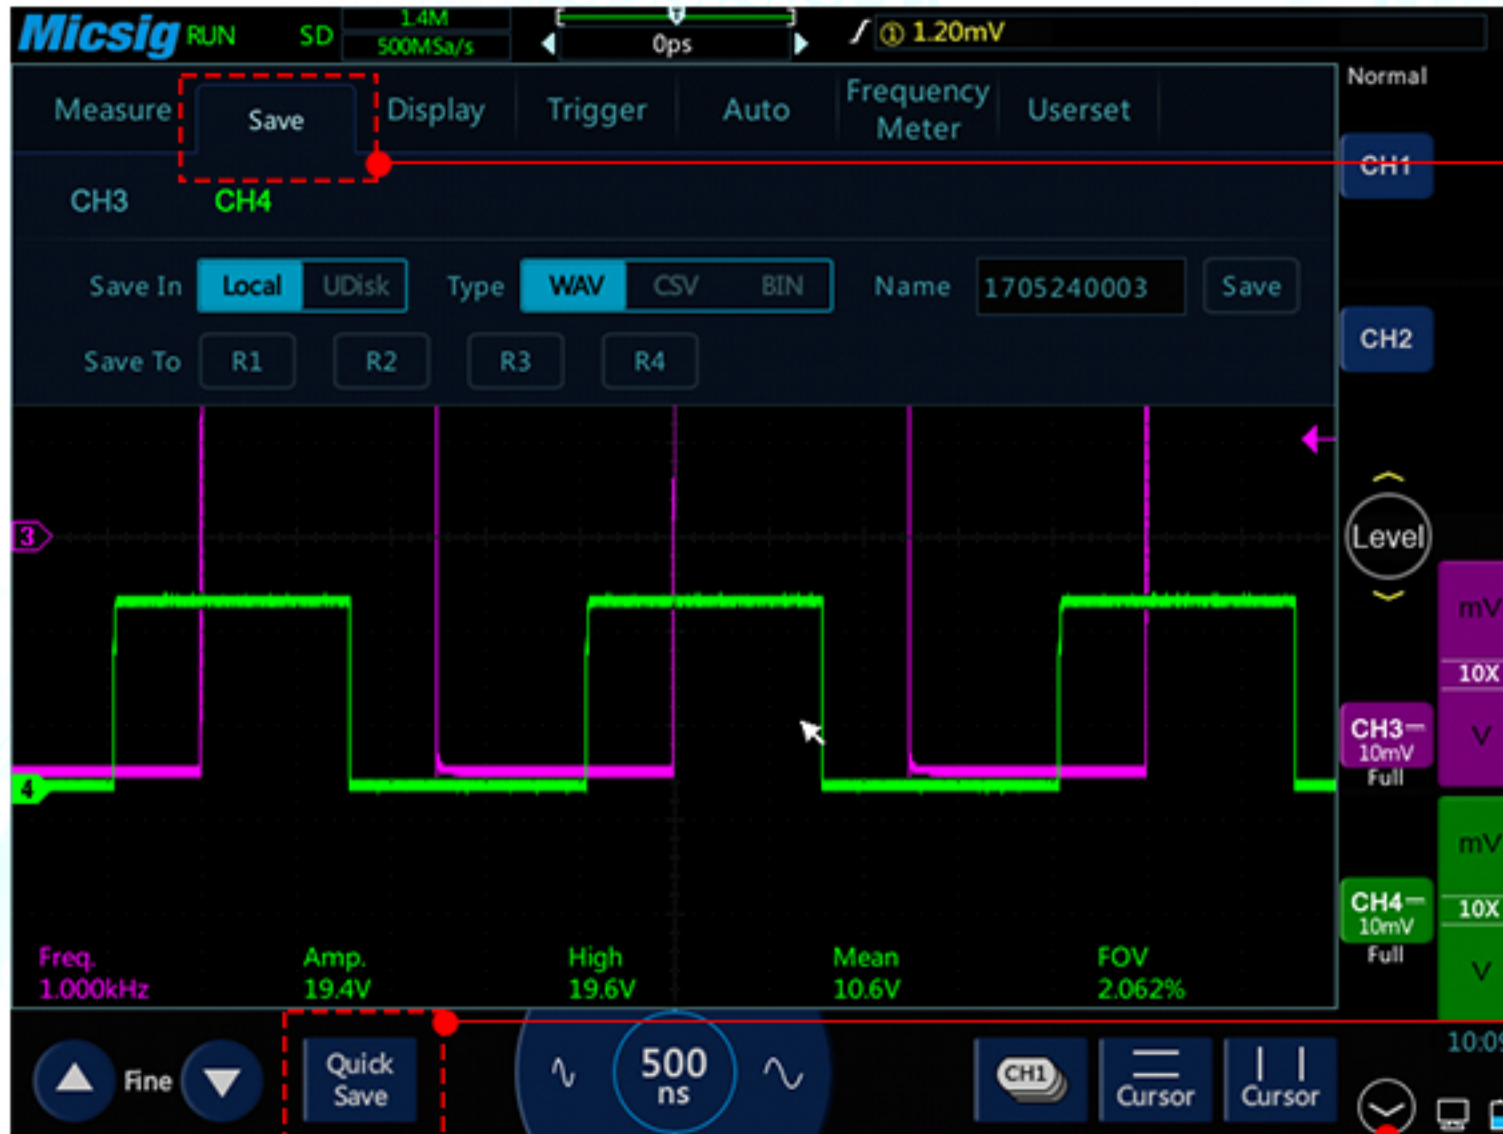 Micsig RUN SD 1.4M
500MSa/s
T
0ps
① 1.20mV
Normal
Measure Save Display Trigger Auto Frequency
Meter Userset
CH1
CH3 CH4
Save In Local UDisk Type WAV CSV BIN Name 1705240003 Save
CH2
Save To R1 R2 R3 R4
Level
3
mV
10X
V
CH3
10mV
Full
4
mV
10X
V
CH4
10mV
Full
Freq. Amp. High Mean FOV
1.000kHz 19.4V 19.6V 10.6V 2.062%
Fine
Quick
Save
500
ns
CH1
Cursor
Cursor
10:09